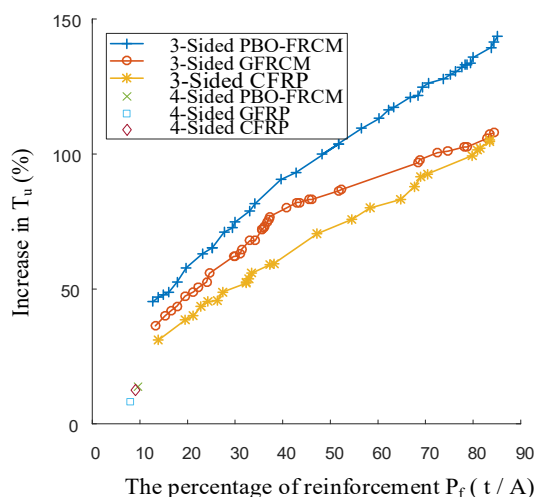 150
3-Sided PBO-FRCM
3-Sided GFRCM
3-Sided CFRP
4-Sided PBO-FRCM
4-Sided GFRP
4-Sided CFRP
100
50
0
Increase in Tu (%)
0 10 20 30 40 50 60 70 80 90
The percentage of reinforcement Pf ( t / A)